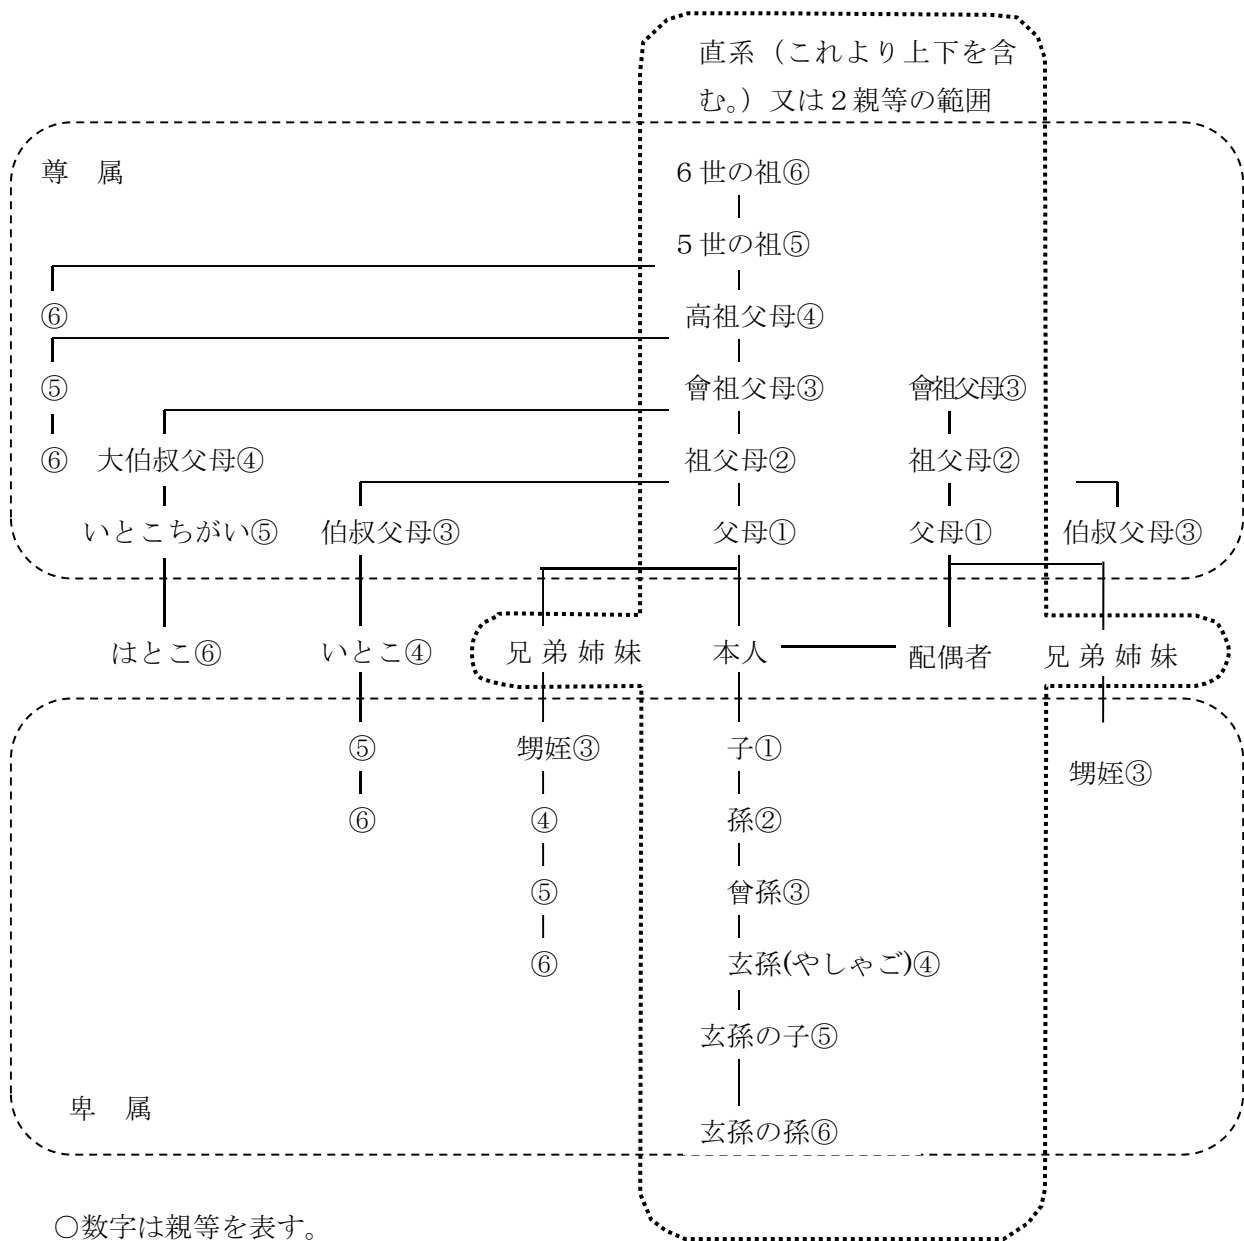 直系（これより上下を含
む。）又は２親等の範囲
尊　属
６世の祖⑥
５世の祖⑤
⑥ 高祖父母④
⑤ 會祖父母③ 會祖父母③
⑥ 大伯叔父母④ 祖父母② 祖父母②
いとこちがい⑤ 伯叔父母③ 父母① 父母① 伯叔父母③
はとこ⑥ いとこ④ 兄 弟 姉 妹 本人 配偶者 兄 弟 姉 妹
⑤ 甥姪③ 子① 甥姪③
⑥ ④ 孫②
⑤ 曾孫③
⑥ 玄孫(やしゃご)④
玄孫の子⑤
卑　属
玄孫の孫⑥
○数字は親等を表す。